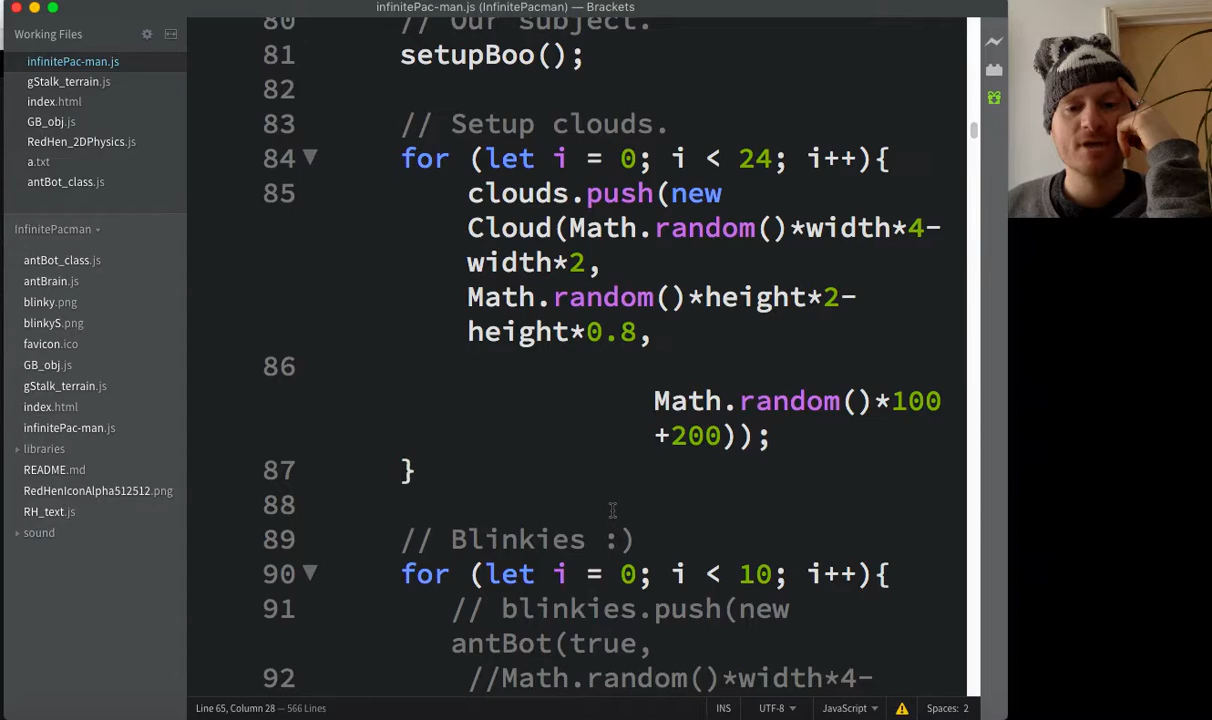 infinitePac-man.js (InfinitePacman) — Brackets
Working Files
infinitePac-man.js
gStalk_terrain.js
index.html
GB_obj.js
RedHen_2DPhysics.js
a.txt
antBot_class.js
InfinitePacman
antBot_class.js
antBrain.js
blinky.png
blinkyS.png
favicon.ico
GB_obj.js
gStalk_terrain.js
index.html
infinitePac-man.js
libraries
README.md
RedHenIconAlpha512512.png
RH_text.js
sound
80 // Our subject.
81 setupBoo();
82
83 // Setup clouds.
84 for (let i = 0; i < 24; i++){
85 clouds.push(new
Cloud(Math.random()*width*4-
width*2,
Math.random()*height*2-
height*0.8,
86
Math.random()*100
+200));
87 }
88
89 // Blinkies :)
90 for (let i = 0; i < 10; i++){
91 // blinkies.push(new
antBot(true,
92 //Math.random()*width*4-
Line 65, Column 28 — 566 Lines
INS
UTF-8
JavaScript
Spaces: 2